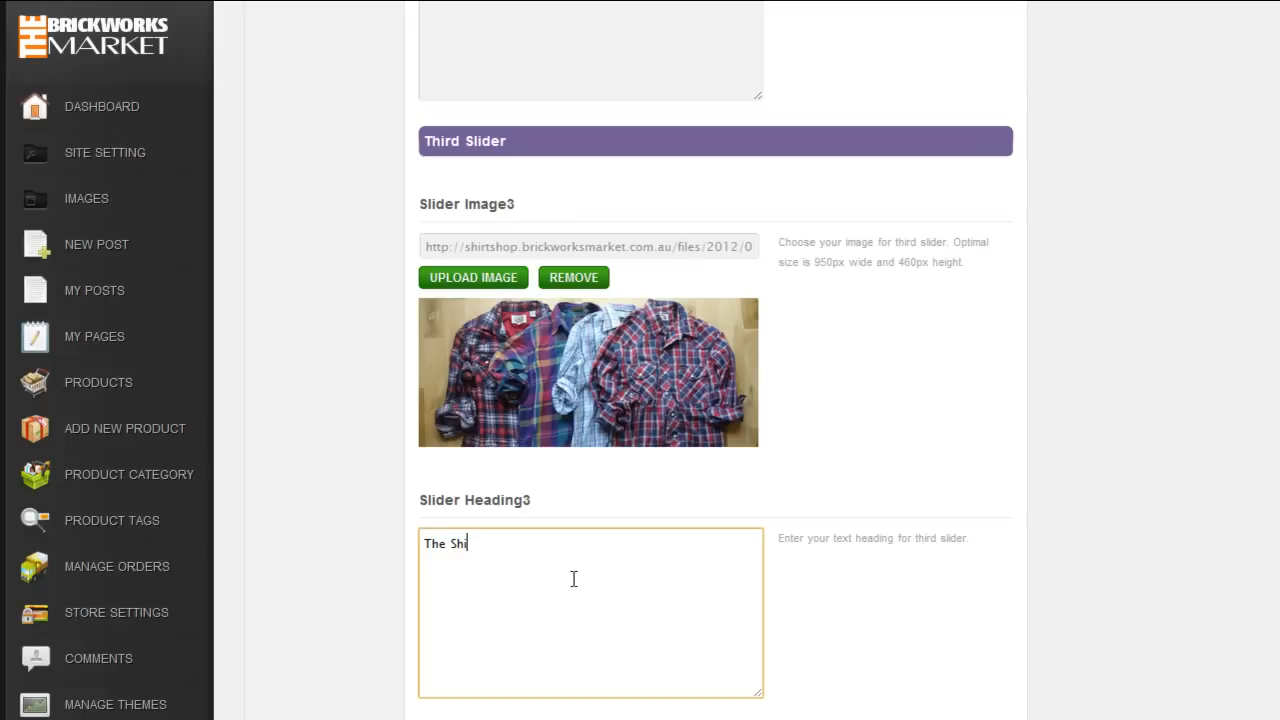 THE BRICKWORKS
MARKET
DASHBOARD
SITE SETTING
IMAGES
NEW POST
MY POSTS
MY PAGES
PRODUCTS
ADD NEW PRODUCT
PRODUCT CATEGORY
PRODUCT TAGS
MANAGE ORDERS
STORE SETTINGS
COMMENTS
MANAGE THEMES
Third Slider
Slider Image3
http://shirtshop.brickworksmarket.com.au/files/2012/0
Choose your image for third slider. Optimal
size is 950px wide and 460px height.
UPLOAD IMAGE
REMOVE
Slider Heading3
The Shi
Enter your text heading for third slider.